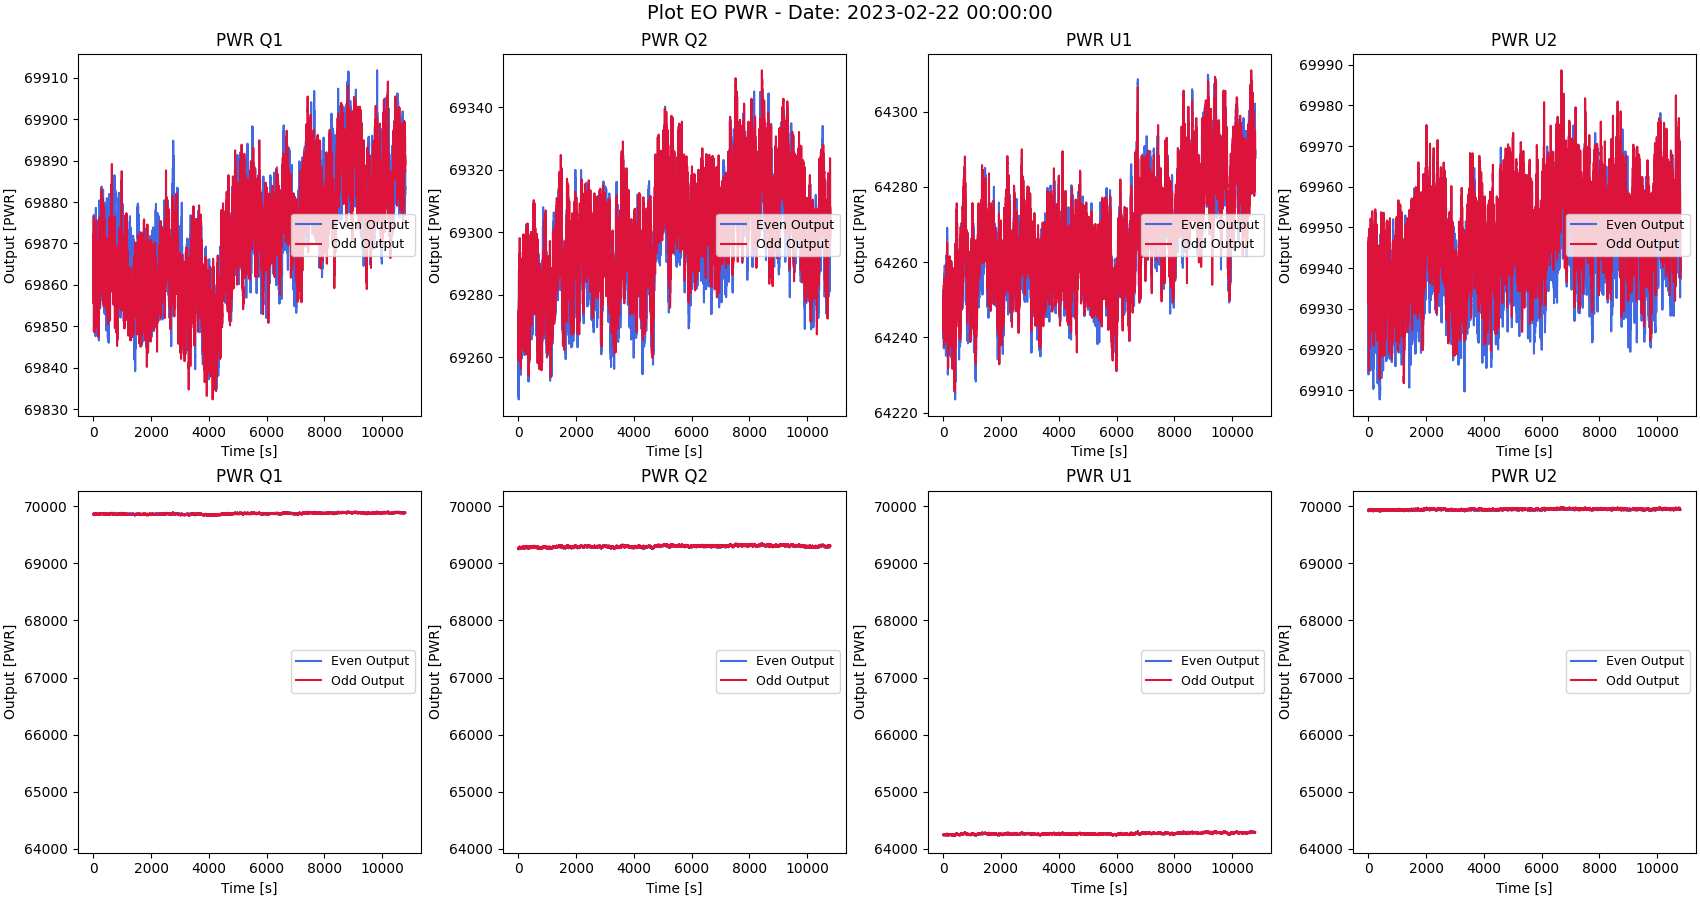 Plot EO PWR - Date: 2023-02-22 00:00:00
PWR Q1
Output [PWR]
69910
69900
69890
69880
69870
69860
69850
69840
69830
0 2000 4000 6000 8000 10000
Time [s]
Even Output
Odd Output
PWR Q2
Output [PWR]
69340
69320
69300
69280
69260
0 2000 4000 6000 8000 10000
Time [s]
Even Output
Odd Output
PWR U1
Output [PWR]
64300
64280
64260
64240
64220
0 2000 4000 6000 8000 10000
Time [s]
Even Output
Odd Output
PWR U2
Output [PWR]
69990
69980
69970
69960
69950
69940
69930
69920
69910
0 2000 4000 6000 8000 10000
Time [s]
Even Output
Odd Output
PWR Q1
Output [PWR]
70000
69000
68000
67000
66000
65000
64000
0 2000 4000 6000 8000 10000
Time [s]
Even Output
Odd Output
PWR Q2
Output [PWR]
70000
69000
68000
67000
66000
65000
64000
0 2000 4000 6000 8000 10000
Time [s]
Even Output
Odd Output
PWR U1
Output [PWR]
70000
69000
68000
67000
66000
65000
64000
0 2000 4000 6000 8000 10000
Time [s]
Even Output
Odd Output
PWR U2
Output [PWR]
70000
69000
68000
67000
66000
65000
64000
0 2000 4000 6000 8000 10000
Time [s]
Even Output
Odd Output